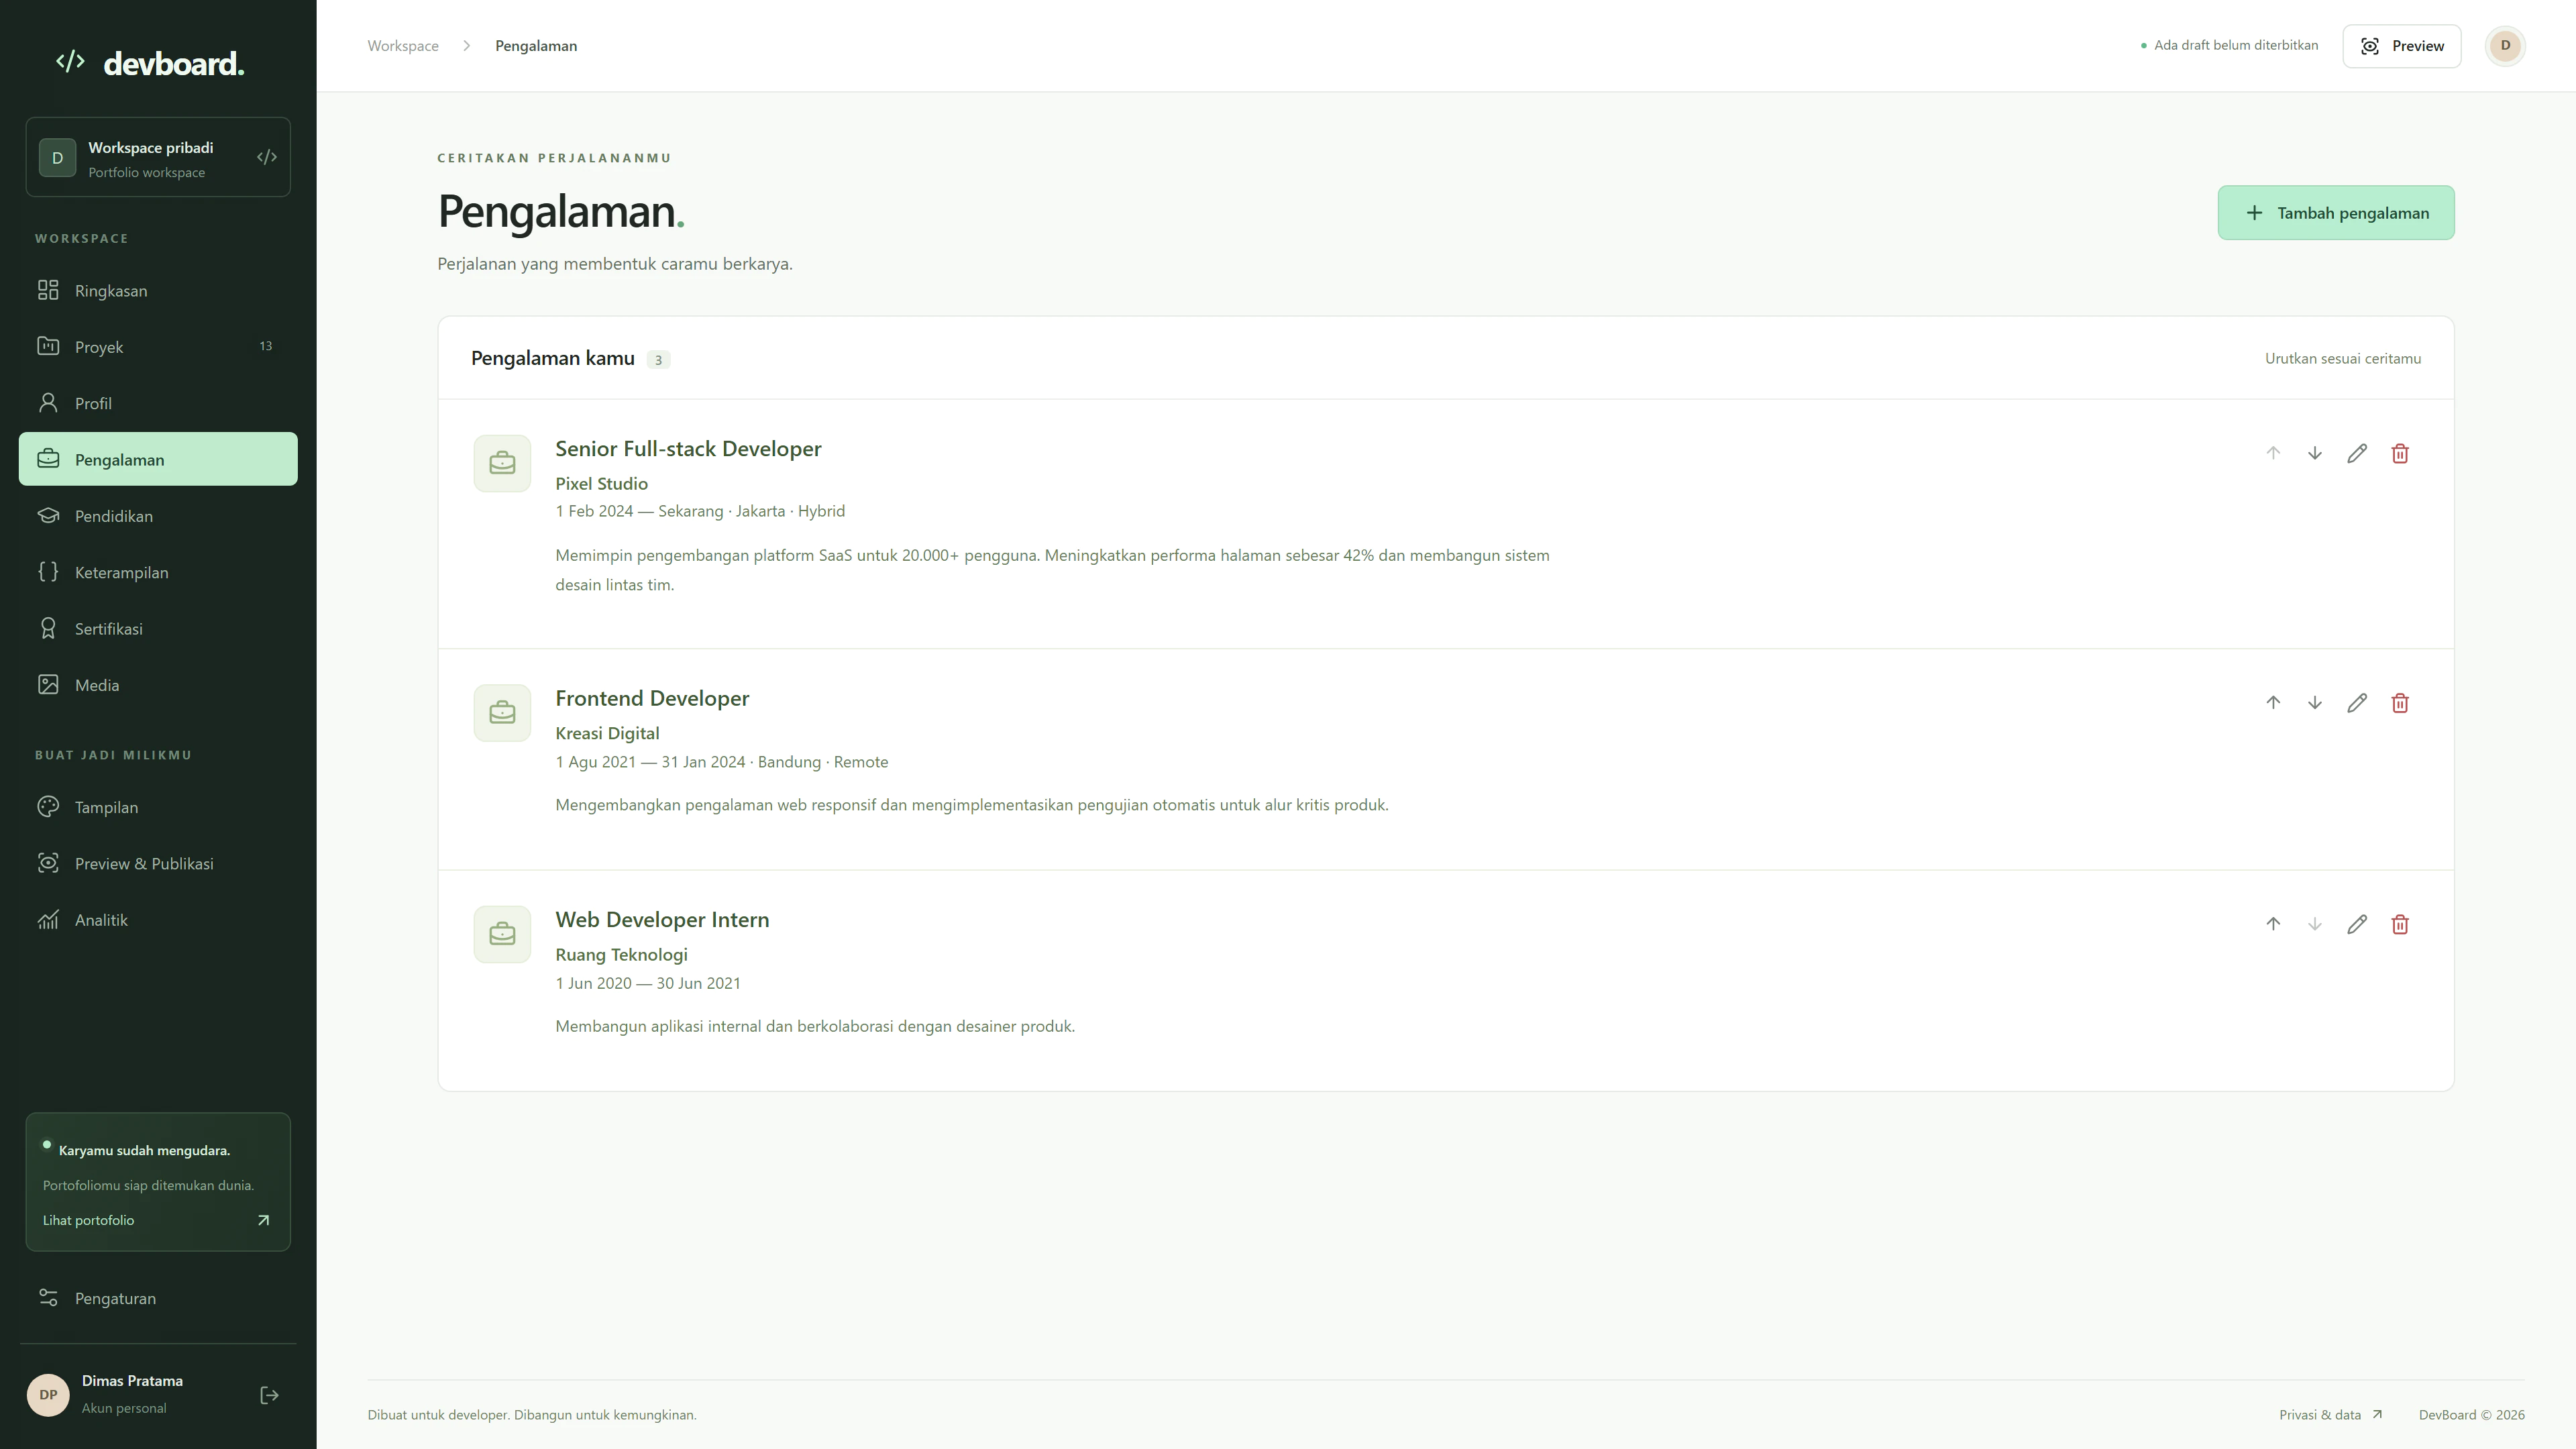 </> devboard.
D
Workspace pribadi
Portfolio workspace
WORKSPACE
Ringkasan
Proyek 13
Profil
Pengalaman
Pendidikan
Keterampilan
Sertifikasi
Media
BUAT JADI MILIKMU
Tampilan
Preview & Publikasi
Analitik
Karyamu sudah mengudara.
Portofoliomu siap ditemukan dunia.
Lihat portofolio
Pengaturan
DP
Dimas Pratama
Akun personal
Workspace > Pengalaman
Ada draft belum diterbitkan
Preview
D
CERITAKAN PERJALANANMU
Pengalaman.
Perjalanan yang membentuk caramu berkarya.
+ Tambah pengalaman
Pengalaman kamu 3
Urutkan sesuai ceritamu
Senior Full-stack Developer
Pixel Studio
1 Feb 2024 — Sekarang · Jakarta · Hybrid
Memimpin pengembangan platform SaaS untuk 20.000+ pengguna. Meningkatkan performa halaman sebesar 42% dan membangun sistem
desain lintas tim.
Frontend Developer
Kreasi Digital
1 Agu 2021 — 31 Jan 2024 · Bandung · Remote
Mengembangkan pengalaman web responsif dan mengimplementasikan pengujian otomatis untuk alur kritis produk.
Web Developer Intern
Ruang Teknologi
1 Jun 2020 — 30 Jun 2021
Membangun aplikasi internal dan berkolaborasi dengan desainer produk.
Dibuat untuk developer. Dibangun untuk kemungkinan.
Privasi & data
DevBoard © 2026